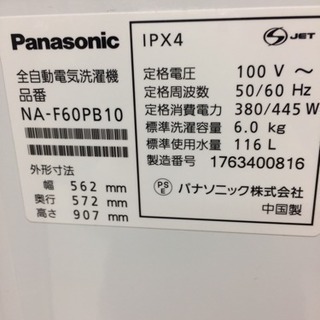 Panasonic
全自動電気洗濯機
品番
NA-F60PB10
外形寸法
幅 562 mm
奥行 572 mm
高さ 907 mm
IPX4
S JET
定格電圧 100 V ～
定格周波数 50/60 Hz
定格消費電力 380/445 W
標準洗濯容量 6.0 kg
標準使用水量 116 L
製造番号 1763400816
PSE パナソニック株式会社
中国製